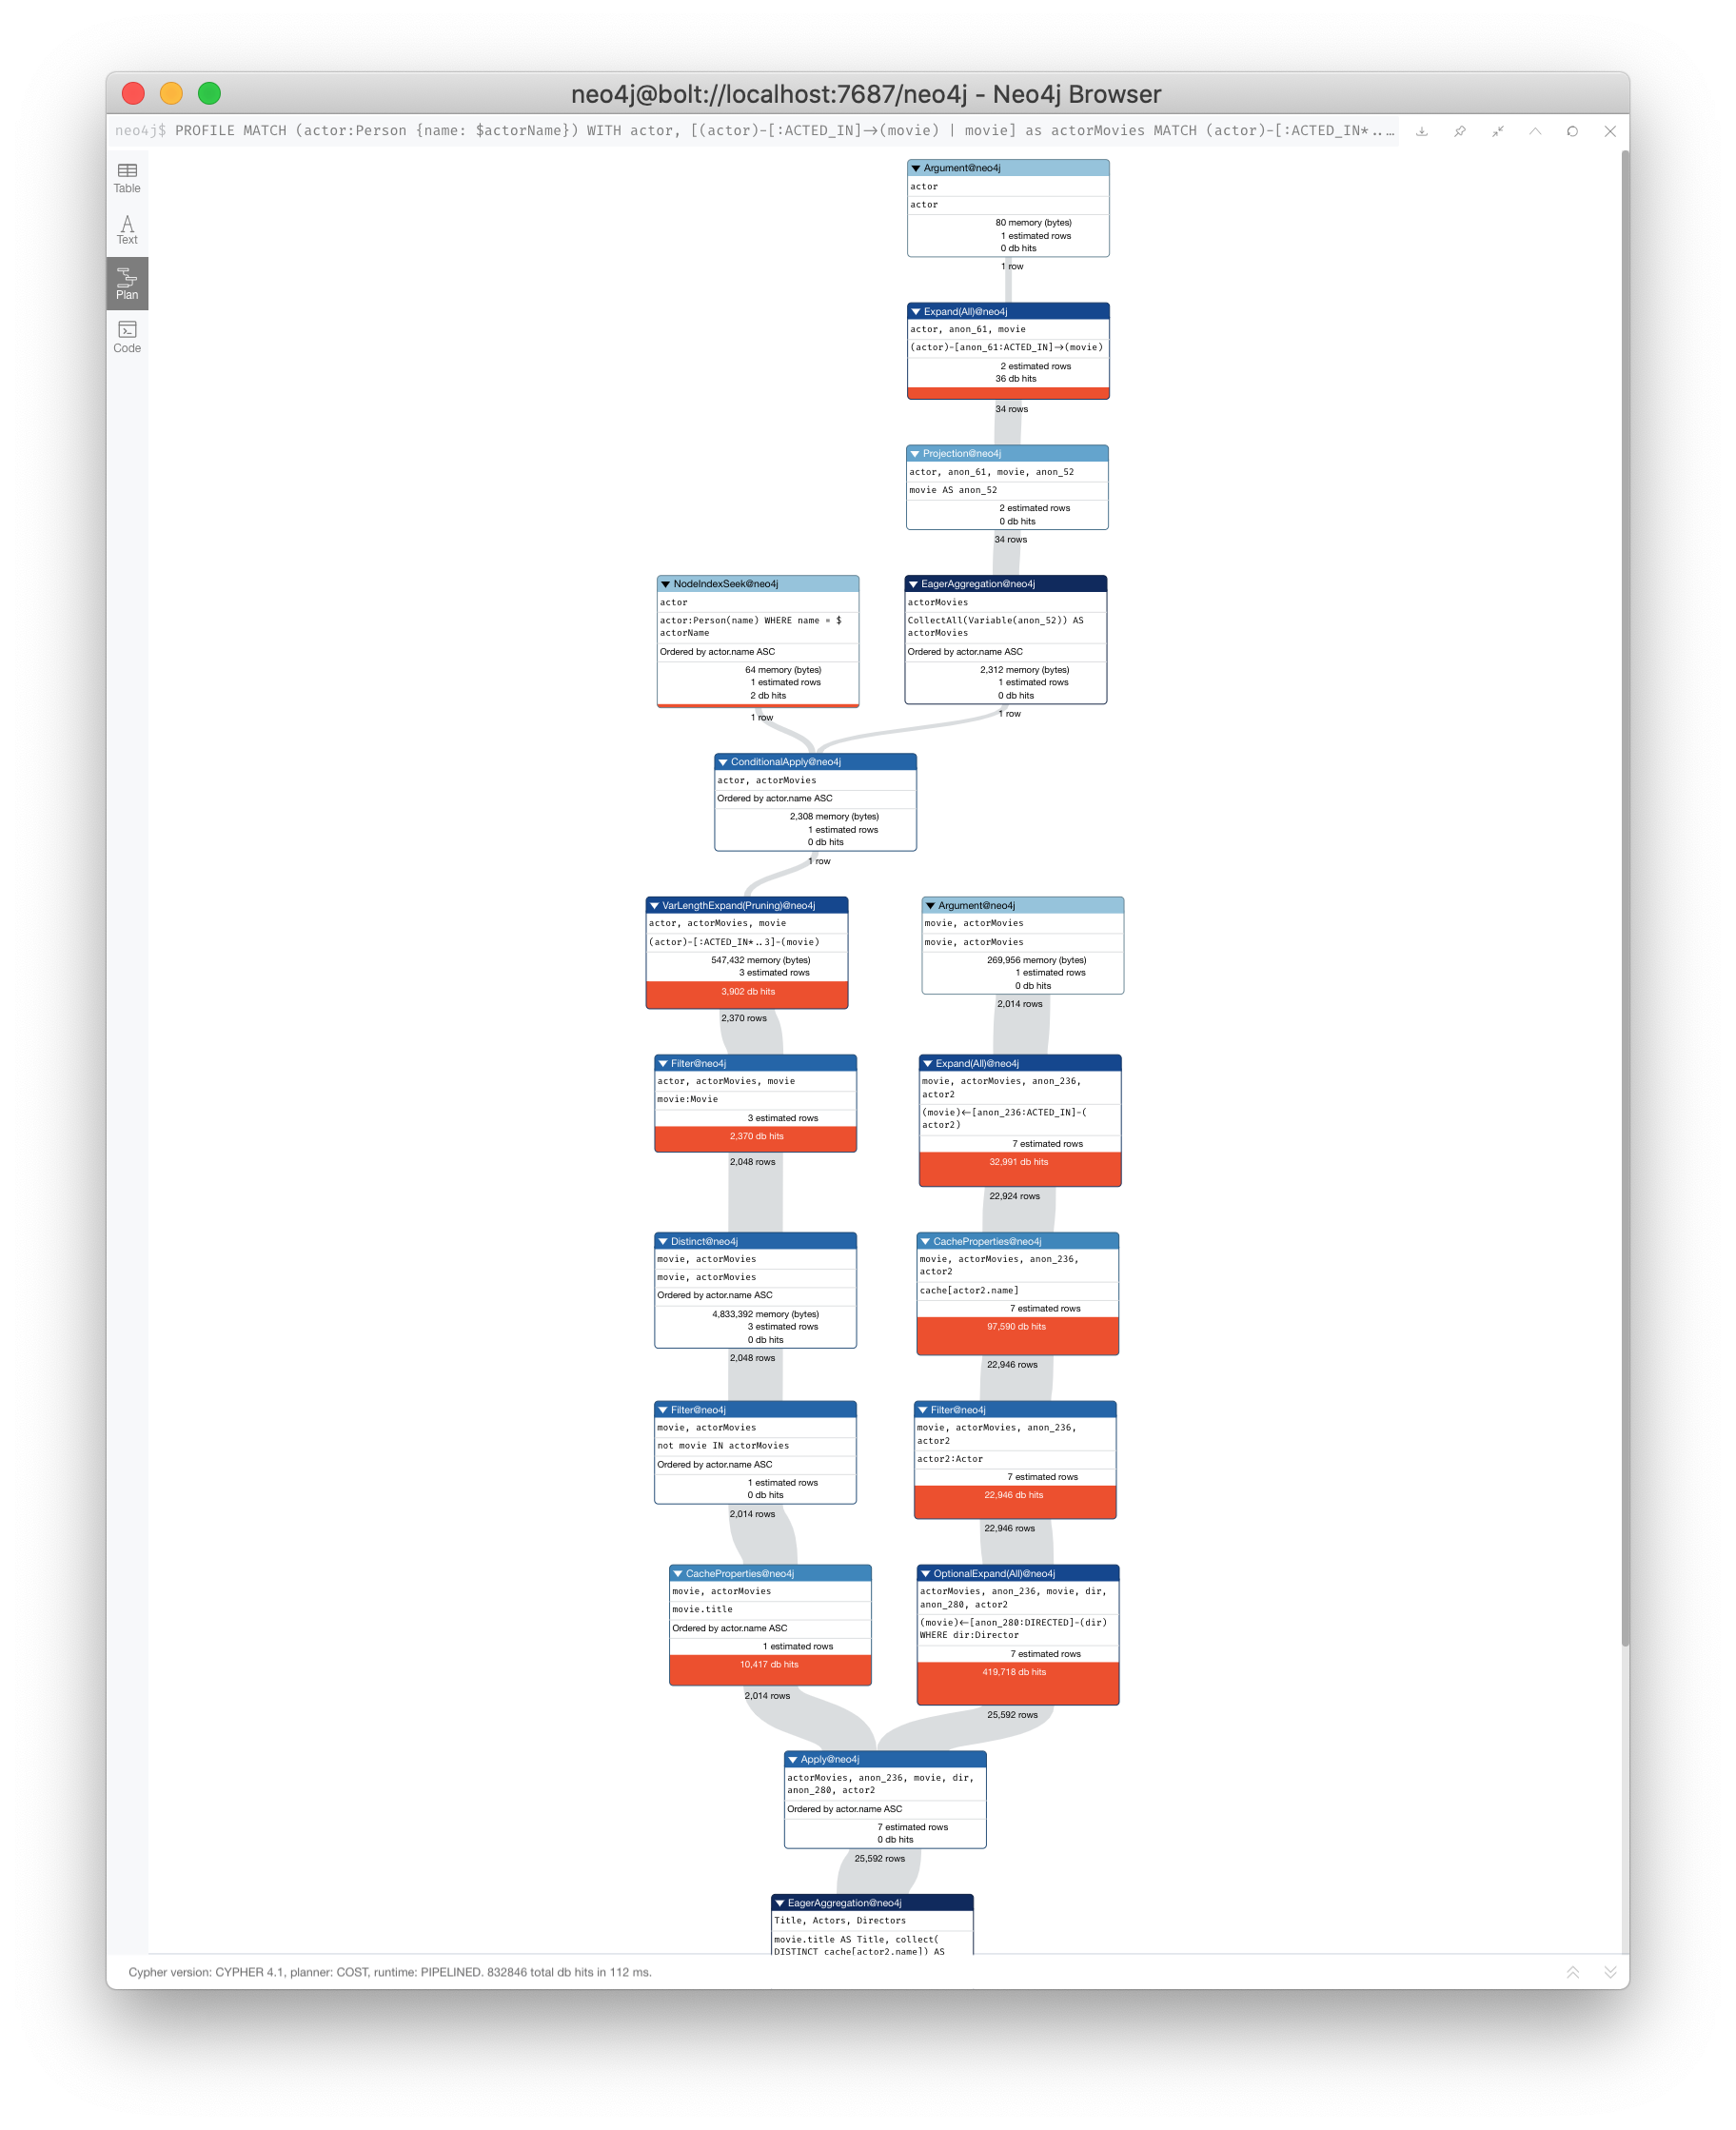 neo4j@bolt://localhost:7687/neo4j - Neo4j Browser
neo4j$ PROFILE MATCH (actor:Person {name: $actorName}) WITH actor, [(actor)-[:ACTED_IN]->(movie) | movie] as actorMovies MATCH (actor)-[:ACTED_IN*..…
Table
Text
Plan
Code
Argument@neo4j
actor
actor
80 memory (bytes)
1 estimated rows
0 db hits
1 row
Expand(All)@neo4j
actor, anon_61, movie
(actor)-[anon_61:ACTED_IN]->(movie)
2 estimated rows
36 db hits
34 rows
Projection@neo4j
actor, anon_61, movie, anon_52
movie AS anon_52
2 estimated rows
0 db hits
34 rows
NodeIndexSeek@neo4j
actor
actor:Person(name) WHERE name = $
actorName
Ordered by actor.name ASC
64 memory (bytes)
1 estimated rows
2 db hits
1 row
EagerAggregation@neo4j
actorMovies
CollectAll(Variable(anon_52)) AS
actorMovies
Ordered by actor.name ASC
2,312 memory (bytes)
1 estimated rows
0 db hits
1 row
ConditionalApply@neo4j
actor, actorMovies
Ordered by actor.name ASC
2,308 memory (bytes)
1 estimated rows
0 db hits
1 row
VarLengthExpand(Pruning)@neo4j
actor, actorMovies, movie
(actor)-[:ACTED_IN*..3]-(movie)
547,432 memory (bytes)
3 estimated rows
3,902 db hits
2,370 rows
Filter@neo4j
actor, actorMovies, movie
movie:Movie
3 estimated rows
2,370 db hits
2,048 rows
Distinct@neo4j
movie, actorMovies
movie, actorMovies
Ordered by actor.name ASC
4,833,392 memory (bytes)
3 estimated rows
0 db hits
2,048 rows
Filter@neo4j
movie, actorMovies
not movie IN actorMovies
Ordered by actor.name ASC
1 estimated rows
0 db hits
2,014 rows
CacheProperties@neo4j
movie, actorMovies
movie.title
Ordered by actor.name ASC
1 estimated rows
10,417 db hits
2,014 rows
Argument@neo4j
movie, actorMovies
movie, actorMovies
269,956 memory (bytes)
1 estimated rows
0 db hits
2,014 rows
Expand(All)@neo4j
movie, actorMovies, anon_236,
actor2
(movie)<-[anon_236:ACTED_IN]-(
actor2)
7 estimated rows
32,991 db hits
22,924 rows
CacheProperties@neo4j
movie, actorMovies, anon_236,
actor2
cache[actor2.name]
7 estimated rows
97,590 db hits
22,946 rows
Filter@neo4j
movie, actorMovies, anon_236,
actor2
actor2:Actor
7 estimated rows
22,946 db hits
22,946 rows
OptionalExpand(All)@neo4j
actorMovies, anon_236, movie, dir,
anon_280, actor2
(movie)<-[anon_280:DIRECTED]-(dir)
WHERE dir:Director
7 estimated rows
419,718 db hits
25,592 rows
Apply@neo4j
actorMovies, anon_236, movie, dir,
anon_280, actor2
Ordered by actor.name ASC
7 estimated rows
0 db hits
25,592 rows
EagerAggregation@neo4j
Title, Actors, Directors
movie.title AS Title, collect(
DISTINCT cache[actor2.name]) AS
Cypher version: CYPHER 4.1, planner: COST, runtime: PIPELINED. 832846 total db hits in 112 ms.